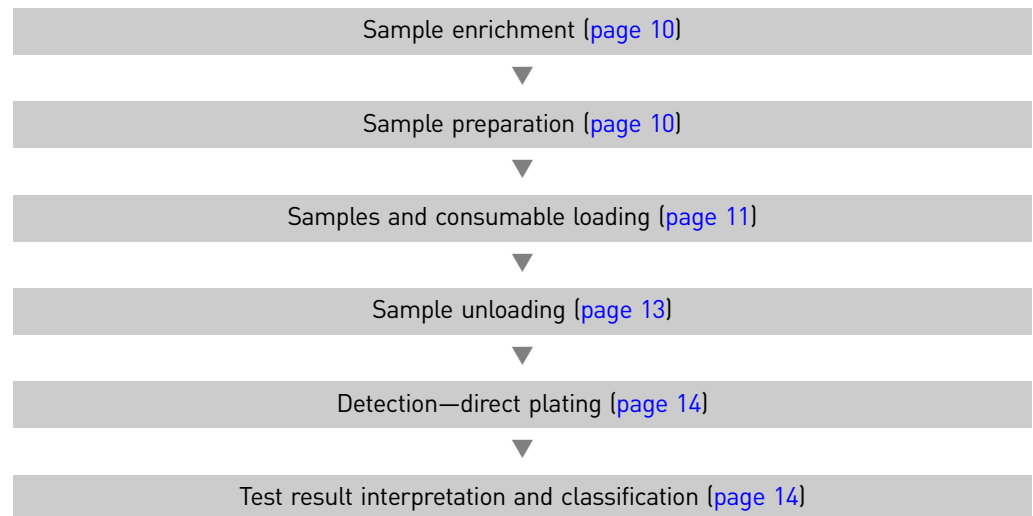 Sample enrichment (page 10)
Sample preparation (page 10)
Samples and consumable loading (page 11)
Sample unloading (page 13)
Detection—direct plating (page 14)
Test result interpretation and classification (page 14)